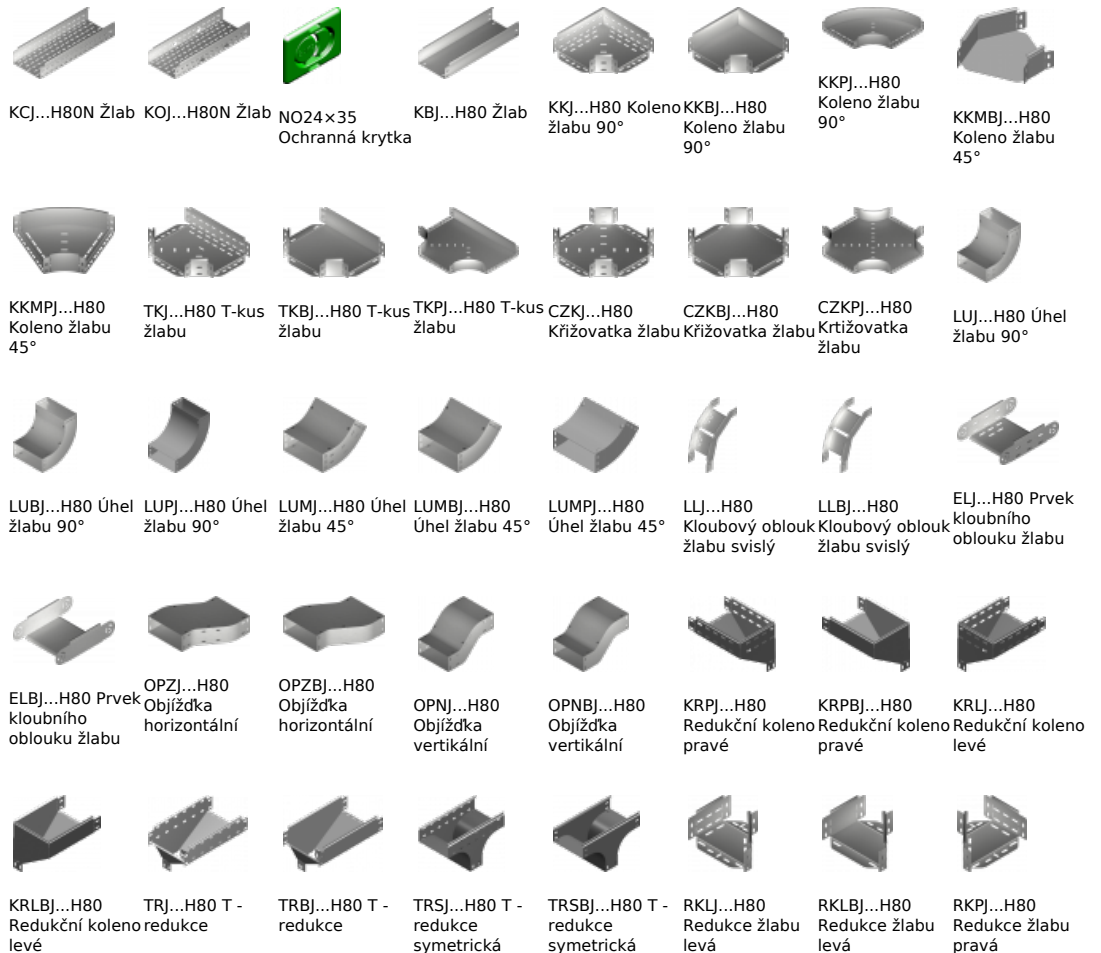 KCJ...H80N Žlab
KOJ...H80N Žlab
NO24×35
Ochranná krytka
KBJ...H80 Žlab
KKJ...H80 Koleno
žlabu 90°
KKBJ...H80
Koleno žlabu
90°
KKPJ...H80
Koleno žlabu
90°
KKMBJ...H80
Koleno žlabu
45°
KKMPJ...H80
Koleno žlabu
45°
TKJ...H80 T-kus
žlabu
TKBJ...H80 T-kus
žlabu
TKPJ...H80 T-kus
žlabu
CZKJ...H80
Křižovatka žlabu
CZKBJ...H80
Křižovatka žlabu
CZKPJ...H80
Krtižovatka
žlabu
LUJ...H80 Úhel
žlabu 90°
LUBJ...H80 Úhel
žlabu 90°
LUPJ...H80 Úhel
žlabu 90°
LUMJ...H80 Úhel
žlabu 45°
LUMBJ...H80
Úhel žlabu 45°
LUMPJ...H80
Úhel žlabu 45°
LLJ...H80
Kloubový oblouk
žlabu svislý
LLBJ...H80
Kloubový oblouk
žlabu svislý
ELJ...H80 Prvek
kloubního
oblouku žlabu
ELBJ...H80 Prvek
kloubního
oblouku žlabu
OPZJ...H80
Objížďka
horizontální
OPZBJ...H80
Objížďka
horizontální
OPNJ...H80
Objížďka
vertikální
OPNBJ...H80
Objížďka
vertikální
KRPJ...H80
Redukční koleno
pravé
KRPBJ...H80
Redukční koleno
pravé
KRLJ...H80
Redukční koleno
levé
KRLBJ...H80
Redukční koleno
levé
TRJ...H80 T -
redukce
TRBJ...H80 T -
redukce
TRSJ...H80 T -
redukce
symetrická
TRSBJ...H80 T -
redukce
symetrická
RKLJ...H80
Redukce žlabu
levá
RKLBJ...H80
Redukce žlabu
levá
RKPJ...H80
Redukce žlabu
pravá